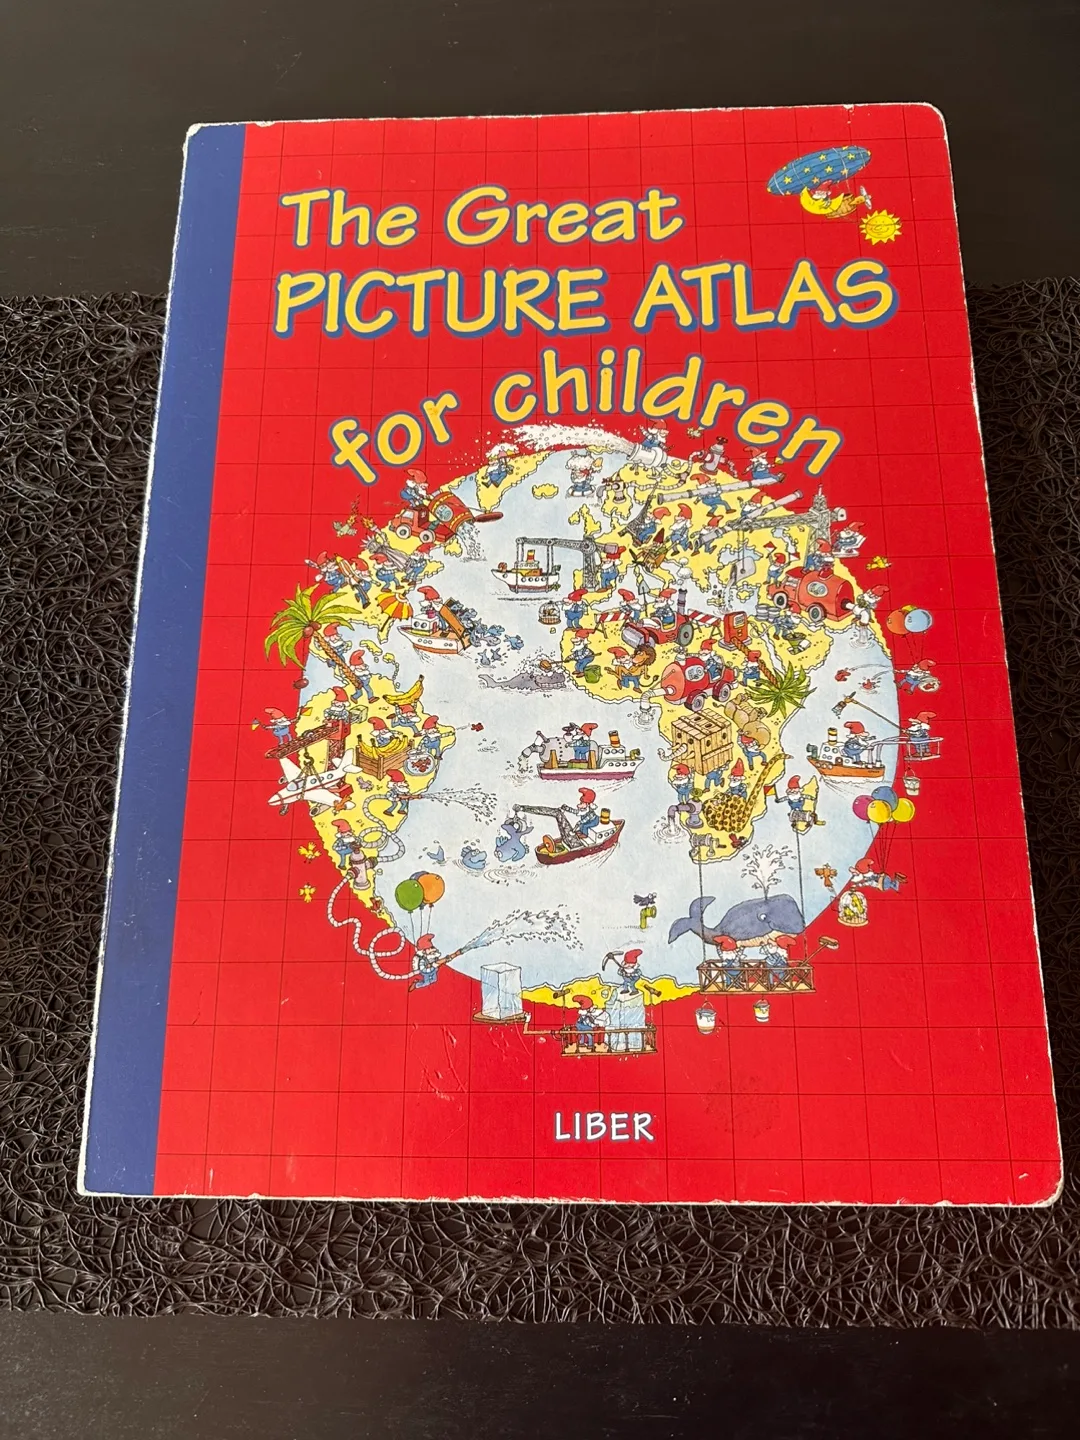 The Great
PICTURE ATLAS
for children
LIBER